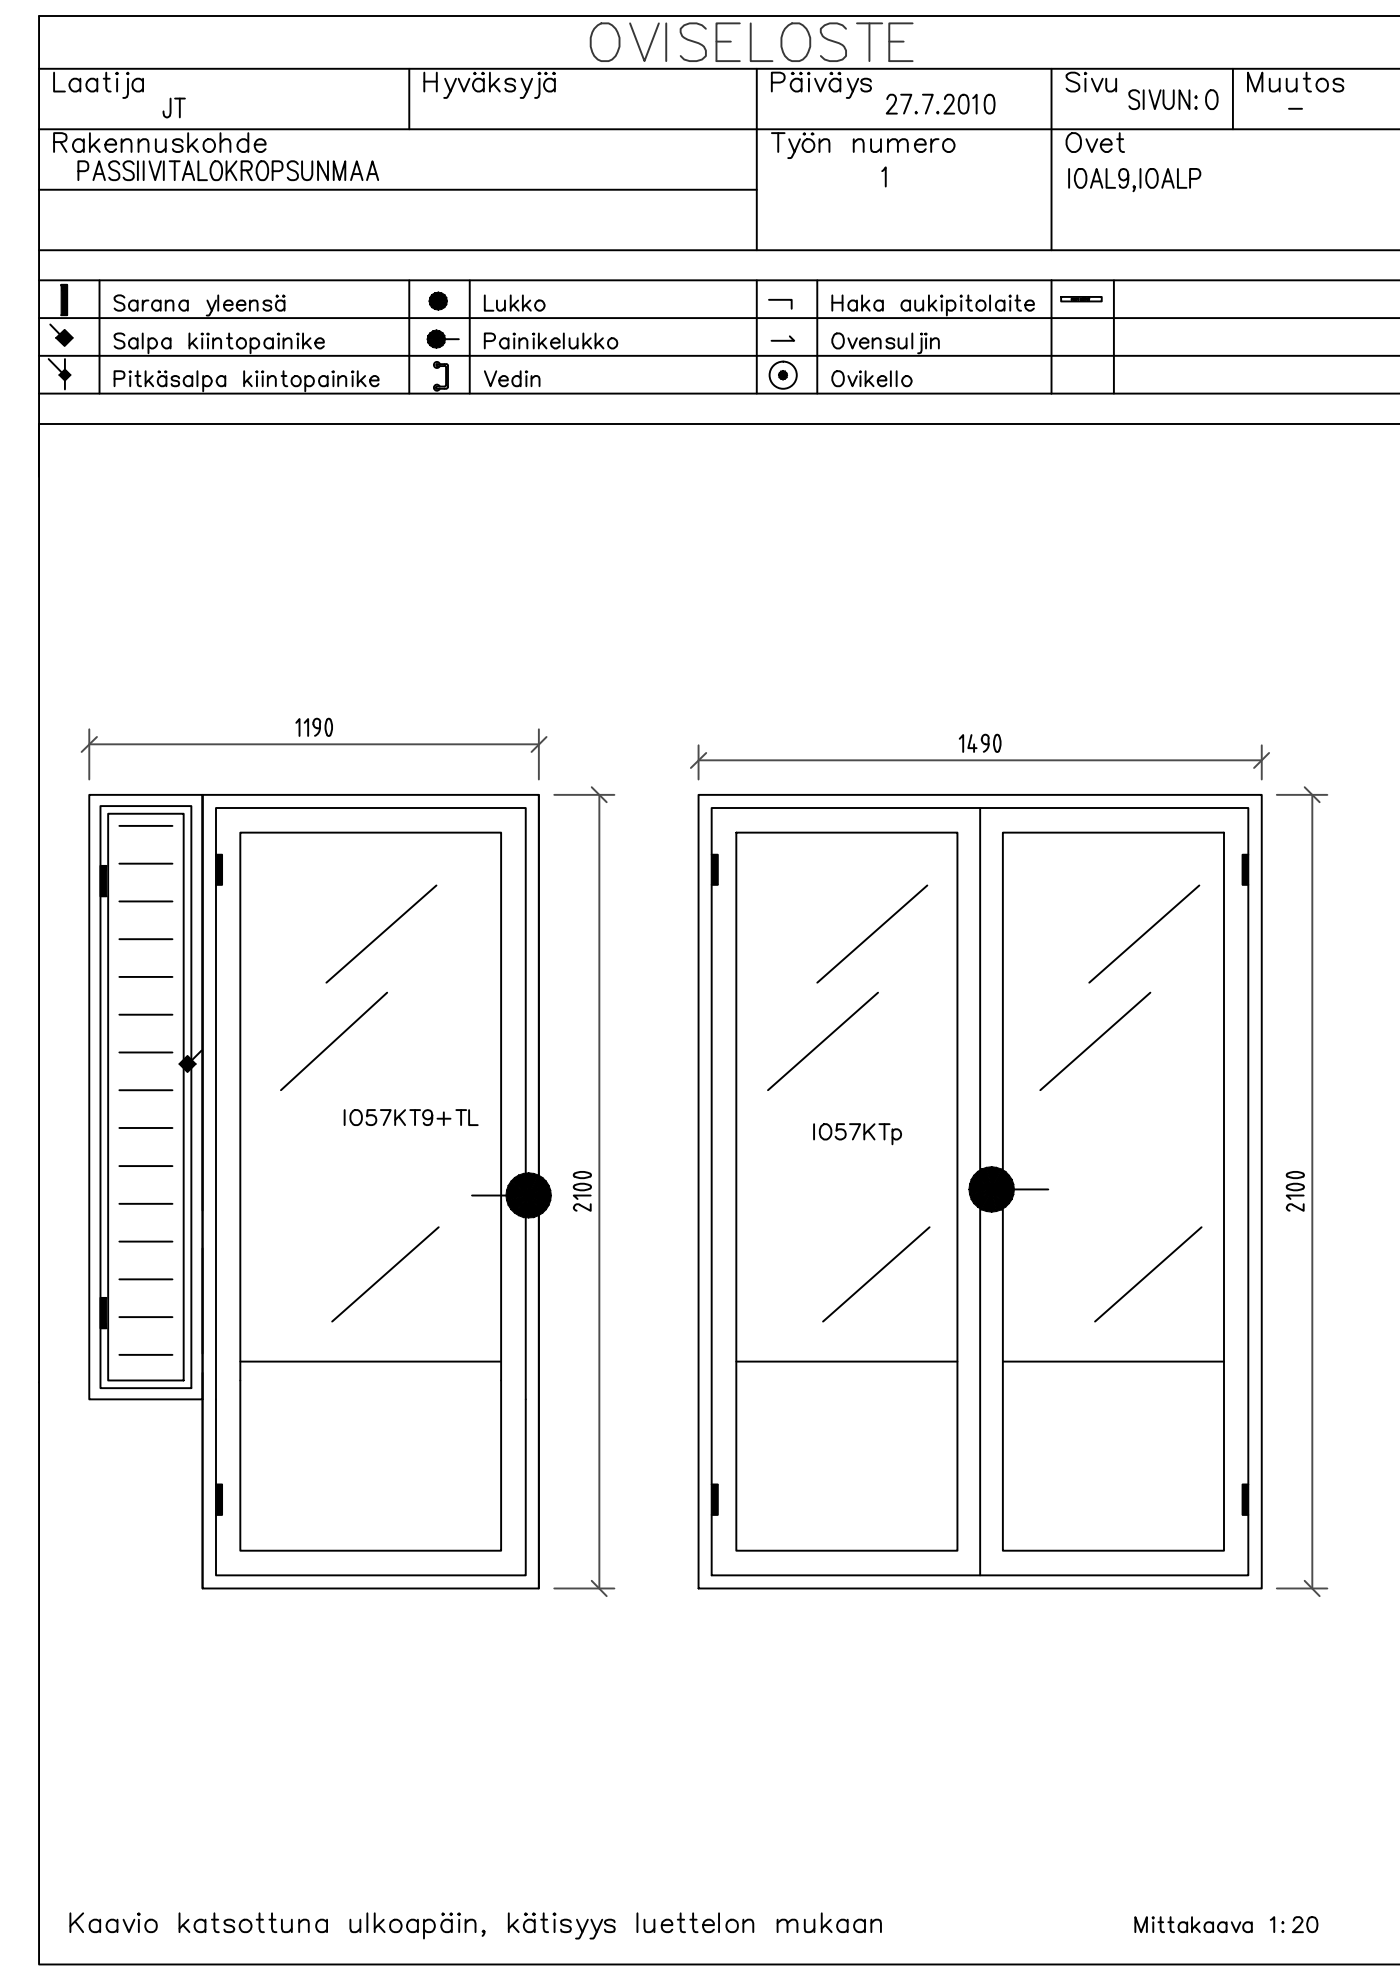 OVISELOSTE
Laatija
JT
Hyväksyjä
Päiväys
27.7.2010
Sivu
SIVUN:0
Muutos
–
Rakennuskohde
PASSIIVITALOKROPSUNMAA
Työn numero
1
Ovet
IOAL9,IOALP
Sarana yleensä
Lukko
Haka aukipitolaite
Salpa kiintopainike
Painikelukko
Ovensuljin
Pitkäsalpa kiintopainike
Vedin
Ovikello
1190
1490
IO57KT9+TL
2100
IO57KTp
2100
Kaavio katsottuna ulkoapäin, kätisyys luettelon mukaan
Mittakaava 1:20